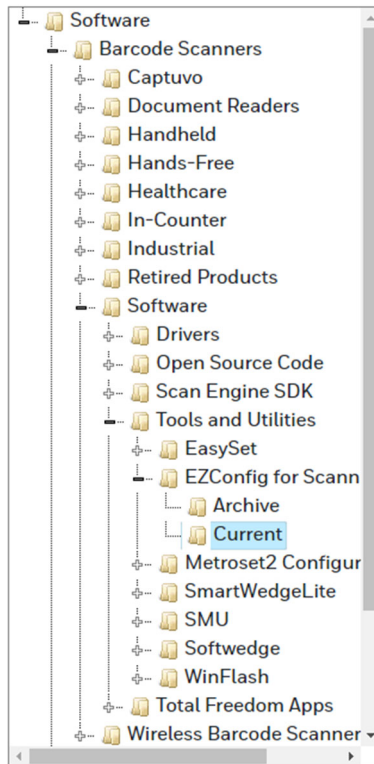 Software
Barcode Scanners
Captuvo
Document Readers
Handheld
Hands-Free
Healthcare
In-Counter
Industrial
Retired Products
Software
Drivers
Open Source Code
Scan Engine SDK
Tools and Utilities
EasySet
EZConfig for Scann
Archive
Current
Metroset2 Configur
SmartWedgeLite
SMU
Softwedge
WinFlash
Total Freedom Apps
Wireless Barcode Scanner